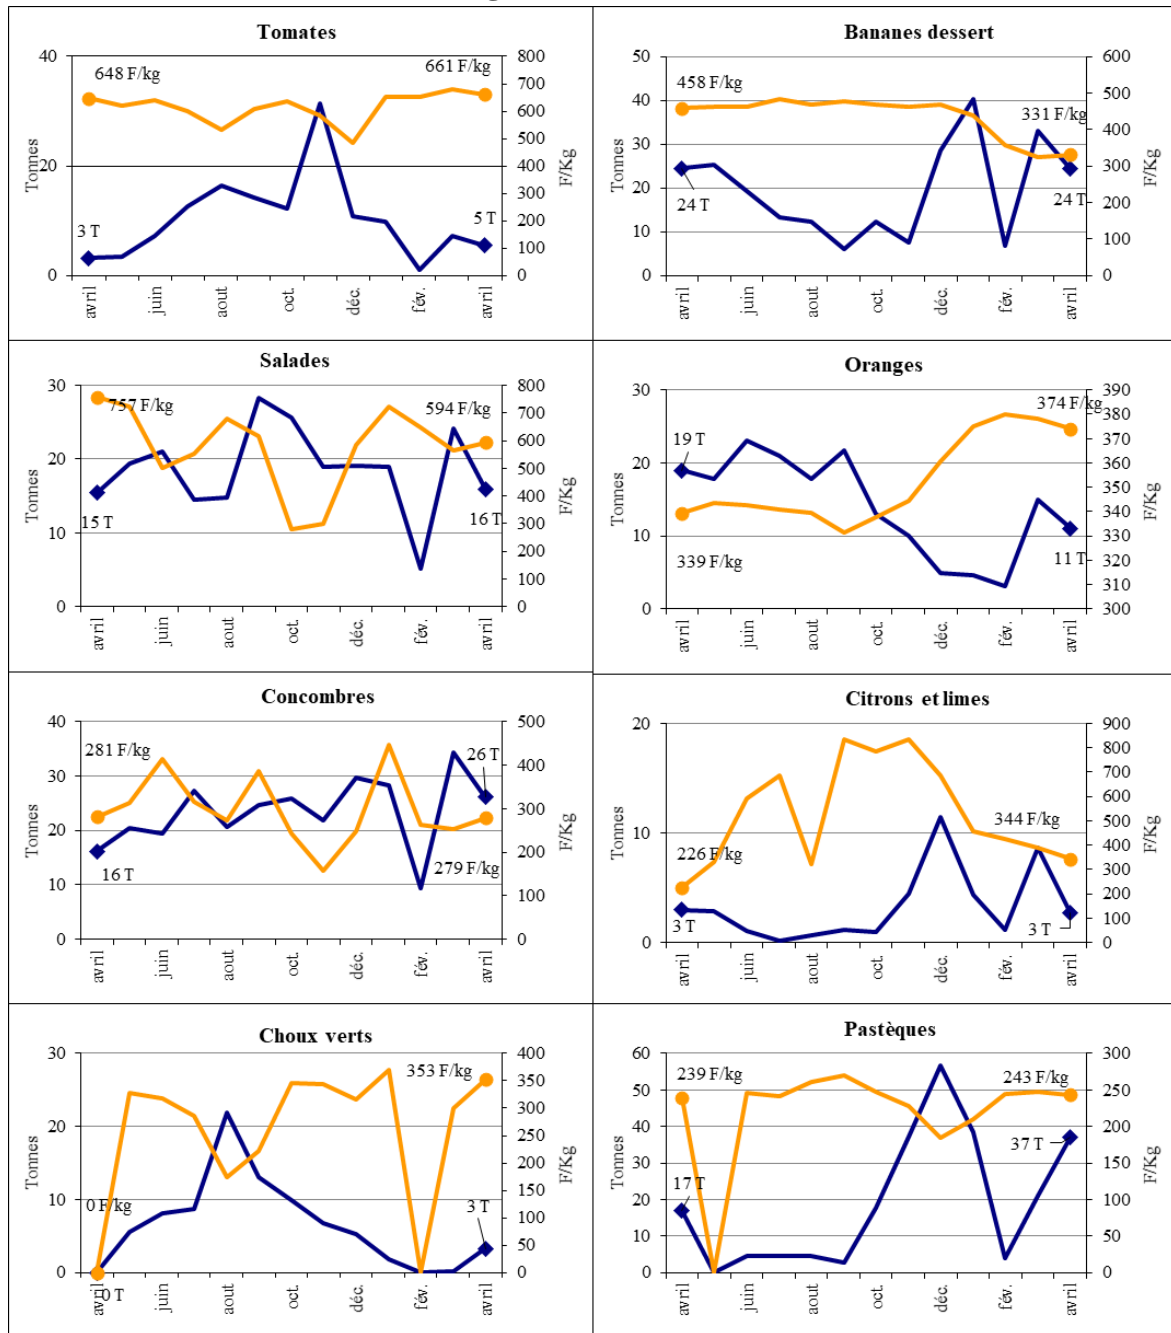 Tomates
40
20
0
Tonnes
800
700
600
500
400
300
200
100
0
F/Kg
648 F/kg
661 F/kg
3 T
5 T
avril
juin
aout
oct.
déc.
fév.
avril
Bananes dessert
50
40
30
20
10
0
Tonnes
600
500
400
300
200
100
0
F/Kg
458 F/kg
331 F/kg
24 T
24 T
avril
juin
aout
oct.
déc.
fév.
avril
Salades
30
20
10
0
Tonnes
800
700
600
500
400
300
200
100
0
F/Kg
757 F/kg
594 F/kg
15 T
16 T
avril
juin
aout
oct.
déc.
fév.
avril
Oranges
30
20
10
0
Tonnes
390
380
370
360
350
340
330
320
310
300
F/Kg
19 T
374 F/kg
339 F/kg
11 T
avril
juin
aout
oct.
déc.
fév.
avril
Concombres
40
30
20
10
0
Tonnes
500
400
300
200
100
0
F/Kg
281 F/kg
26 T
16 T
279 F/kg
avril
juin
aout
oct.
déc.
fév.
avril
Citrons et limes
20
10
0
Tonnes
900
800
700
600
500
400
300
200
100
0
F/Kg
226 F/kg
344 F/kg
3 T
3 T
avril
juin
aout
oct.
déc.
fév.
avril
Choux verts
30
20
10
0
Tonnes
400
350
300
250
200
150
100
50
0
F/Kg
353 F/kg
0 F/kg
3 T
0 T
avril
juin
aout
oct.
déc.
fév.
avril
Pastèques
60
50
40
30
20
10
0
Tonnes
300
250
200
150
100
50
0
F/Kg
239 F/kg
243 F/kg
17 T
37 T
avril
juin
aout
oct.
déc.
fév.
avril